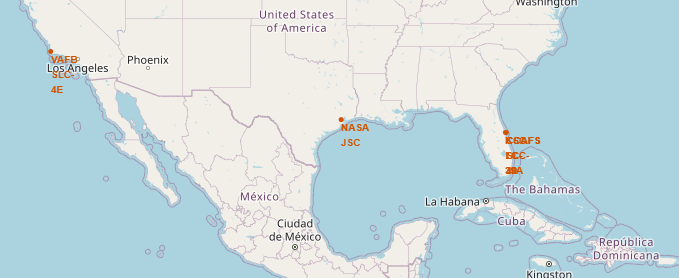 Washington
United States
of America
VAFB
Los Angeles
SLC-
4E
Phoenix
NASA
JSC
The Bahamas
La Habana
México
Cuba
Ciudad
de México
República
Dominicana
Kingston